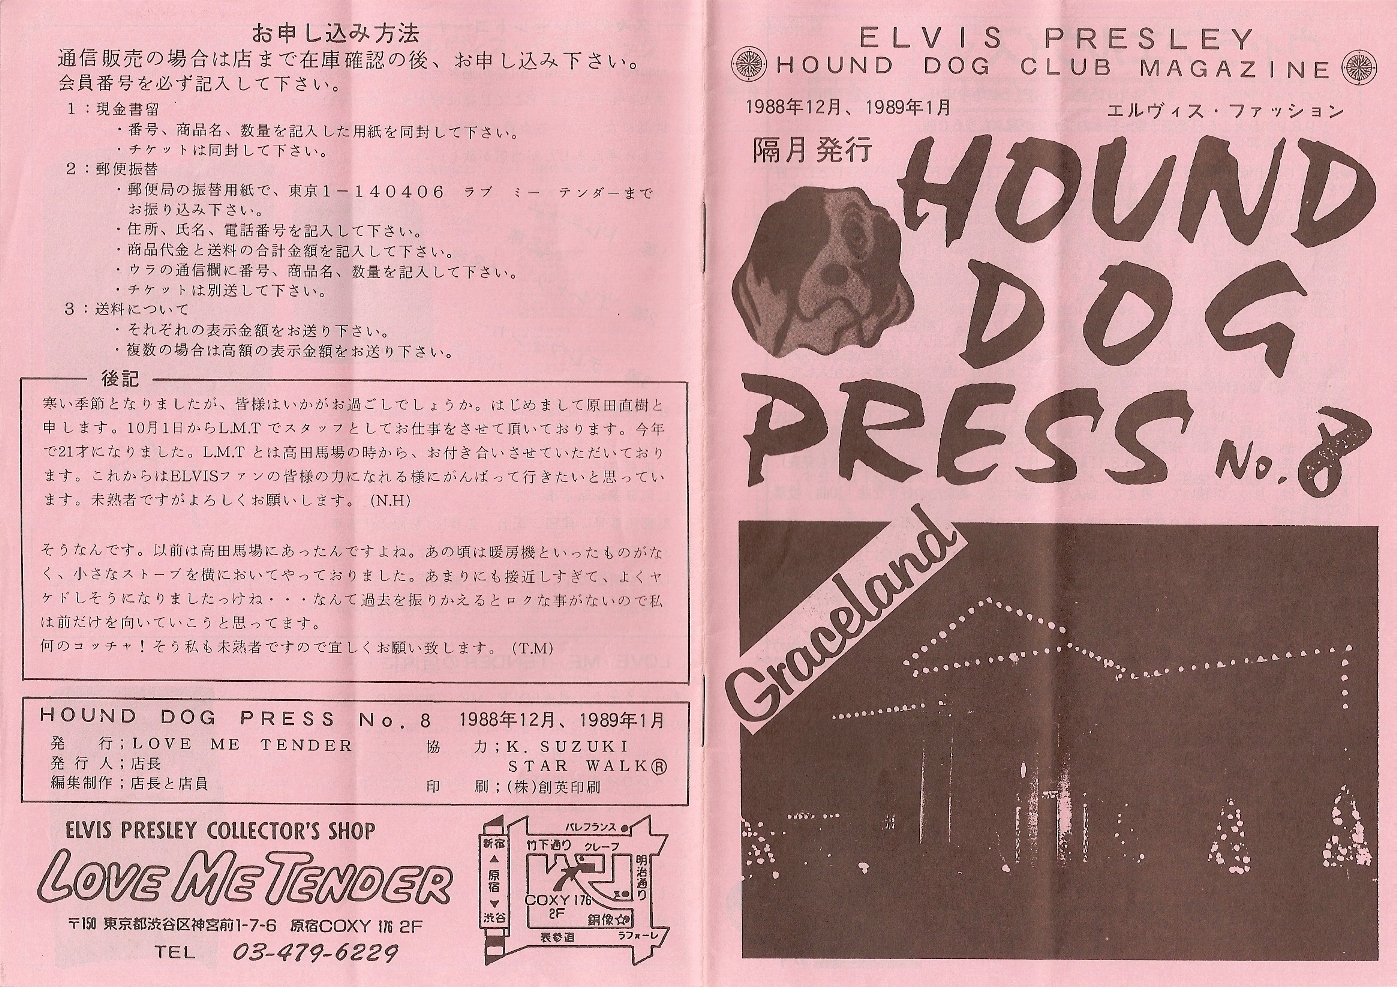 お申し込み方法
通信販売の場合は店まで在庫確認の後、お申し込み下さい。
会員番号を必ず記入して下さい。
1：現金書留
・番号、商品名、数量を記入した用紙を同封して下さい。
・チケットは同封して下さい。
2：郵便振替
・郵便局の振替用紙で、東京1－140406 ラブ ミー テンダーまで
お振り込み下さい。
・住所、氏名、電話番号を記入して下さい。
・商品代金と送料の合計金額を記入して下さい。
・ウラの通信欄に番号、商品名、数量を記入して下さい。
・チケットは別送して下さい。
3：送料について
・それぞれの表示金額をお送り下さい。
・複数の場合は高額の表示金額をお送り下さい。
後記
寒い季節となりましたが、皆様はいかがお過ごしでしょうか。はじめまして原田直樹と
申します。10月1日からL.M.Tでスタッフとしてお仕事をさせて頂いております。今年
で21才になりました。L.M.Tとは高田馬場の時から、お付き合いさせていただいており
ます。これからはELVISファンの皆様の力になれる様にがんばって行きたいと思ってい
ます。未熟者ですがよろしくお願いします。 (N.H)
そうなんです。以前は高田馬場にあったんですよね。あの頃は暖房機といったものがな
く、小さなストーブを横においてやっておりました。あまりにも接近しすぎて、よくヤ
ケドしそうになりましたっけね・・・なんて過去を振りかえるとロクな事がないので私
は前だけを向いていこうと思ってます。
何のコッチャ！そう私も未熟者ですので宜しくお願い致します。 (T.M)
HOUND DOG PRESS No. 8 1988年12月、1989年1月
発 行；LOVE ME TENDER 協 力；K. SUZUKI
発 行 人；店長 STAR WALK®
編集制作；店長と店員 印 刷；(株)創英印刷
ELVIS PRESLEY COLLECTOR'S SHOP
LOVE ME TENDER
〒150 東京都渋谷区神宮前1-7-6 原宿COXY 176 2F
TEL 03-479-6229
新宿
▲
原宿
▼
渋谷
パレフランス
竹下通り クレープ
明治通り
COXY 176
2F
銅像☆
表参道
ラフォーレ
ELVIS PRESLEY
HOUND DOG CLUB MAGAZINE
1988年12月、1989年1月 エルヴィス・ファッション
隔月発行
HOUND
DOG
PRESS No. 8
Graceland